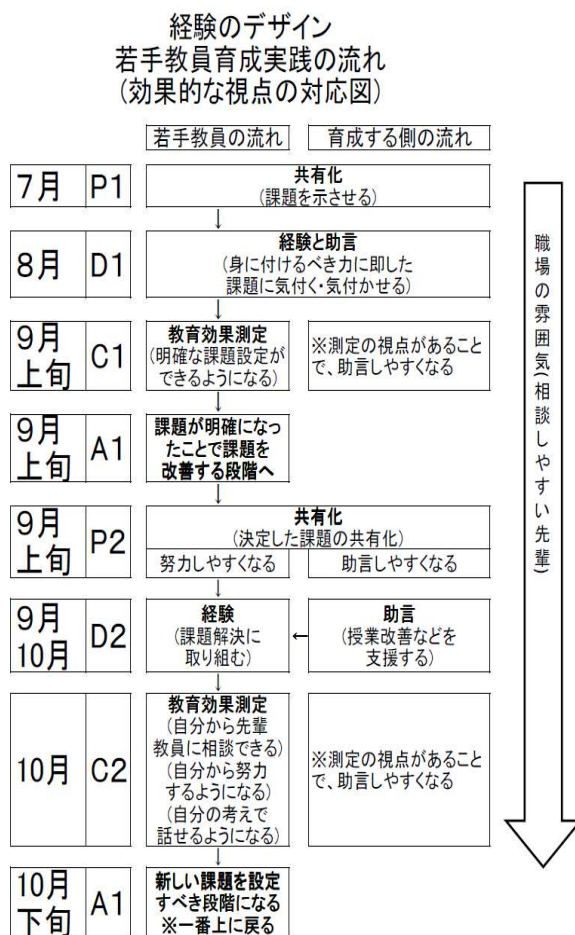 経験のデザイン
若手教員育成実践の流れ
(効果的な視点の対応図)
若手教員の流れ
育成する側の流れ
7月
P1
共有化
(課題を示させる)
↓
8月
D1
経験と助言
(身に付けるべき力に即した
課題に気付く・気付かせる)
↓
9月
上旬
C1
教育効果測定
(明確な課題設定が
できるようになる)
※測定の視点があること
で、助言しやすくなる
↓
9月
上旬
A1
課題が明確になっ
たことで課題を
改善する段階へ
↓
9月
上旬
P2
共有化
(決定した課題の共有化)
努力しやすくなる
助言しやすくなる
↓
9月
10月
D2
経験
(課題解決に
取り組む)
←
助言
(授業改善などを
支援する)
↓
10月
C2
教育効果測定
(自分から先輩
教員に相談できる)
(自分から努力
するようになる)
(自分の考えで
話せるようになる)
※測定の視点があること
で、助言しやすくなる
↓
10月
下旬
A1
新しい課題を設定
すべき段階になる
※一番上に戻る
職場の雰囲気(相談しやすい先輩)